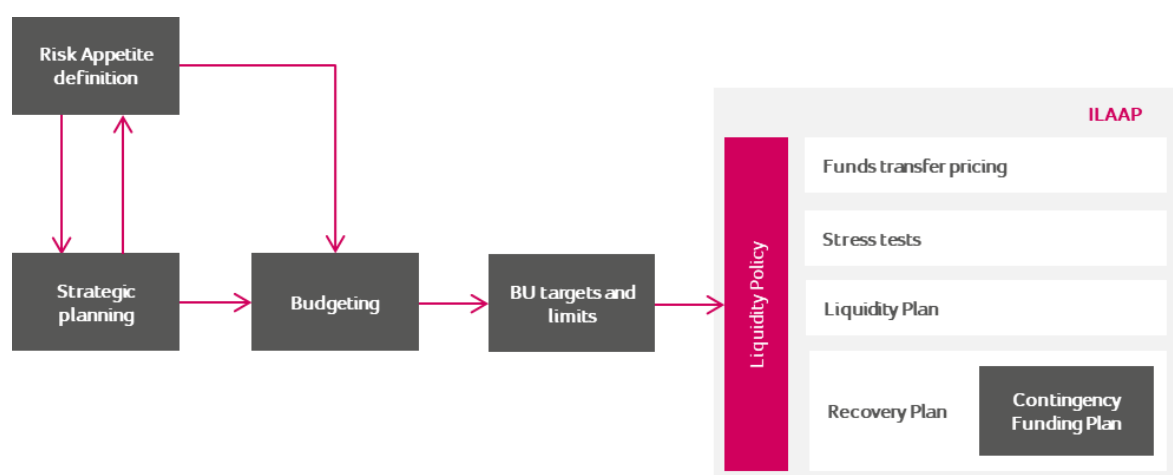 Risk Appetite
definition
ILAAP
Funds transfer pricing
Stress tests
Strategic
planning
Budgeting
BU targets and
limits
Liquidity Policy
Liquidity Plan
Recovery Plan
Contingency
Funding Plan